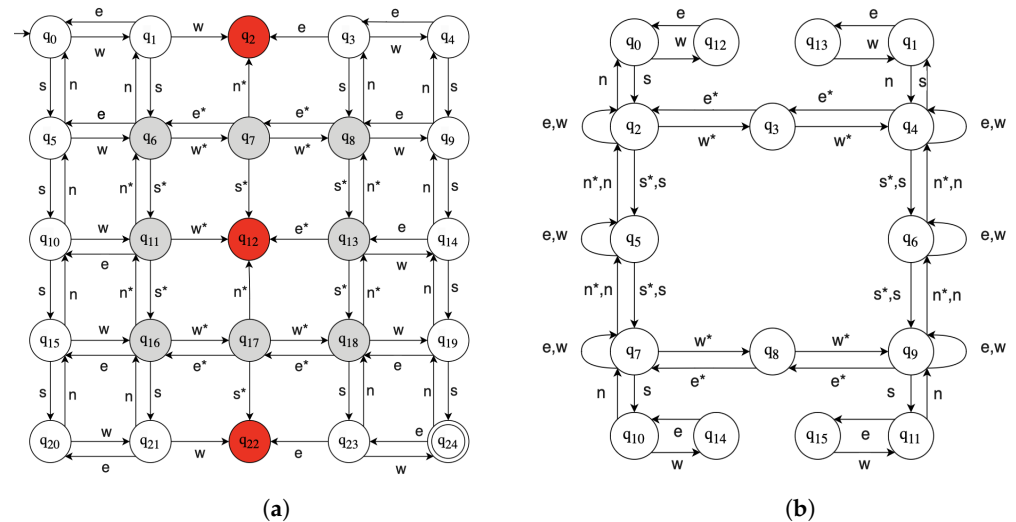 e e e e
q0 w q1 w q2 q3 w q4
s n n s n* s n n s
e e* e* e
q5 w q6 w* q7 w* q8 w q9
s n n* s* s* s* n* n s
q10 w q11 w* q12 e* q13 e q14
e w
s n n* s* n* s* n* n s
q15 w q16 w* q17 w* q18 w q19
e e* e* e
s n n s s* s n n s
q20 w q21 w q22 e q23 e q24
e w
(a)
e e
q0 w q12 q13 w q1
n s n s
e* e*
e,w q2 w* q3 w* q4 e,w
n*,n s*,s s*,s n*,n
e,w q5 q6 e,w
n*,n s*,s s*,s n*,n
e,w q7 w* q8 w* q9 e,w
e* e*
n s s n
q10 e q14 q15 e q11
w w
(b)